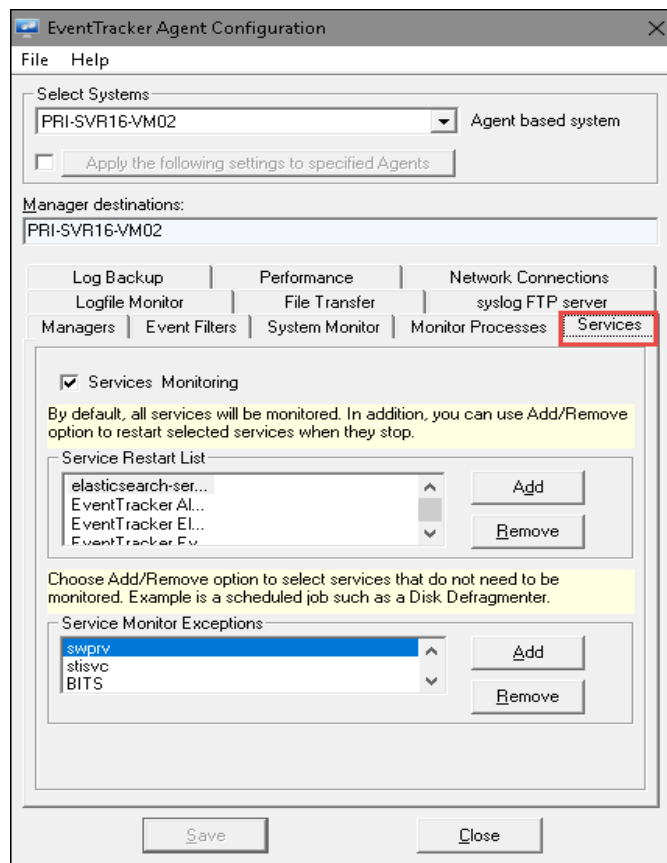 EventTracker Agent Configuration
File Help
Select Systems
PRI-SVR16-VM02
Agent based system
Apply the following settings to specified Agents
Manager destinations:
PRI-SVR16-VM02
Log Backup
Performance
Network Connections
Logfile Monitor
File Transfer
syslog FTP server
Managers
Event Filters
System Monitor
Monitor Processes
Services
Services Monitoring
By default, all services will be monitored. In addition, you can use Add/Remove
option to restart selected services when they stop.
Service Restart List
elasticsearch-ser...
EventTracker Al...
EventTracker El...
EventTracker Ev...
Add
Remove
Choose Add/Remove option to select services that do not need to be
monitored. Example is a scheduled job such as a Disk Defragmenter.
Service Monitor Exceptions
swprv
stisvc
BITS
Add
Remove
Save
Close